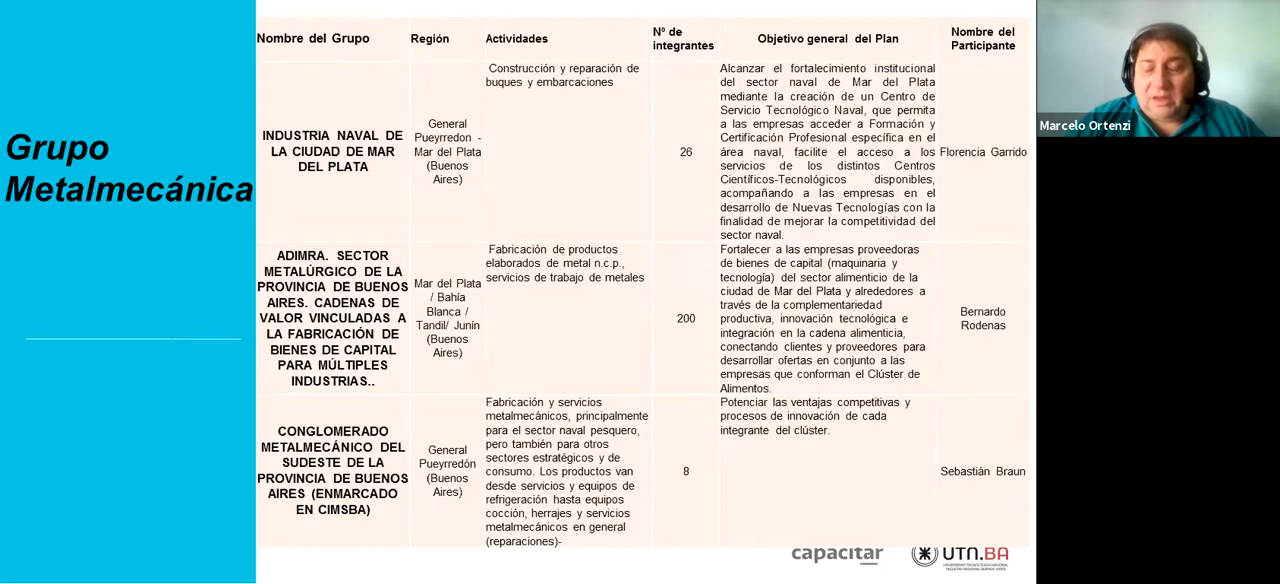 Grupo
Metalmecánica
Nombre del Grupo
Región
Actividades
Nº de
integrantes
Objetivo general del Plan
Nombre del
Participante
INDUSTRIA NAVAL DE
LA CIUDAD DE MAR
DEL PLATA
General
Pueyrredon -
Mar del Plata
(Buenos
Aires)
Construcción y reparación de
buques y embarcaciones
26
Alcanzar el fortalecimiento institucional
del sector naval de Mar del Plata
mediante la creación de un Centro de
Servicio Tecnológico Naval, que permita
a las empresas acceder a Formación y
Certificación Profesional específica en el
área naval, facilite el acceso a los
servicios de los distintos Centros
Científicos-Tecnológicos disponibles,
acompañando a las empresas en el
desarrollo de Nuevas Tecnologías con la
finalidad de mejorar la competitividad del
sector naval.
Florencia Garrido
ADIMRA. SECTOR
METALÚRGICO DE LA
PROVINCIA DE BUENOS
AIRES. CADENAS DE
VALOR VINCULADAS A
LA FABRICACIÓN DE
BIENES DE CAPITAL
PARA MÚLTIPLES
INDUSTRIAS..
Mar del Plata
/ Bahía
Blanca /
Tandil/ Junín
(Buenos
Aires)
Fabricación de productos
elaborados de metal n.c.p.,
servicios de trabajo de metales
200
Fortalecer a las empresas proveedoras
de bienes de capital (maquinaria y
tecnología) del sector alimenticio de la
ciudad de Mar del Plata y alrededores a
través de la complementariedad
productiva, innovación tecnológica e
integración en la cadena alimenticia,
conectando clientes y proveedores para
desarrollar ofertas en conjunto a las
empresas que conforman el Clúster de
Alimentos.
Bernardo
Rodenas
CONGLOMERADO
METALMECÁNICO DEL
SUDESTE DE LA
PROVINCIA DE BUENOS
AIRES (ENMARCADO
EN CIMSBA)
General
Pueyrredón
(Buenos
Aires)
Fabricación y servicios
metalmecánicos, principalmente
para el sector naval pesquero,
pero también para otros
sectores estratégicos y de
consumo. Los productos van
desde servicios y equipos de
refrigeración hasta equipos
cocción, herrajes y servicios
metalmecánicos en general
(reparaciones)-
8
Potenciar las ventajas competitivas y
procesos de innovación de cada
integrante del clúster.
Sebastián Braun
capacitar
UTN.BA
UNIVERSIDAD TECNOLÓGICA NACIONAL
FACULTAD REGIONAL BUENOS AIRES
Marcelo Ortenzi